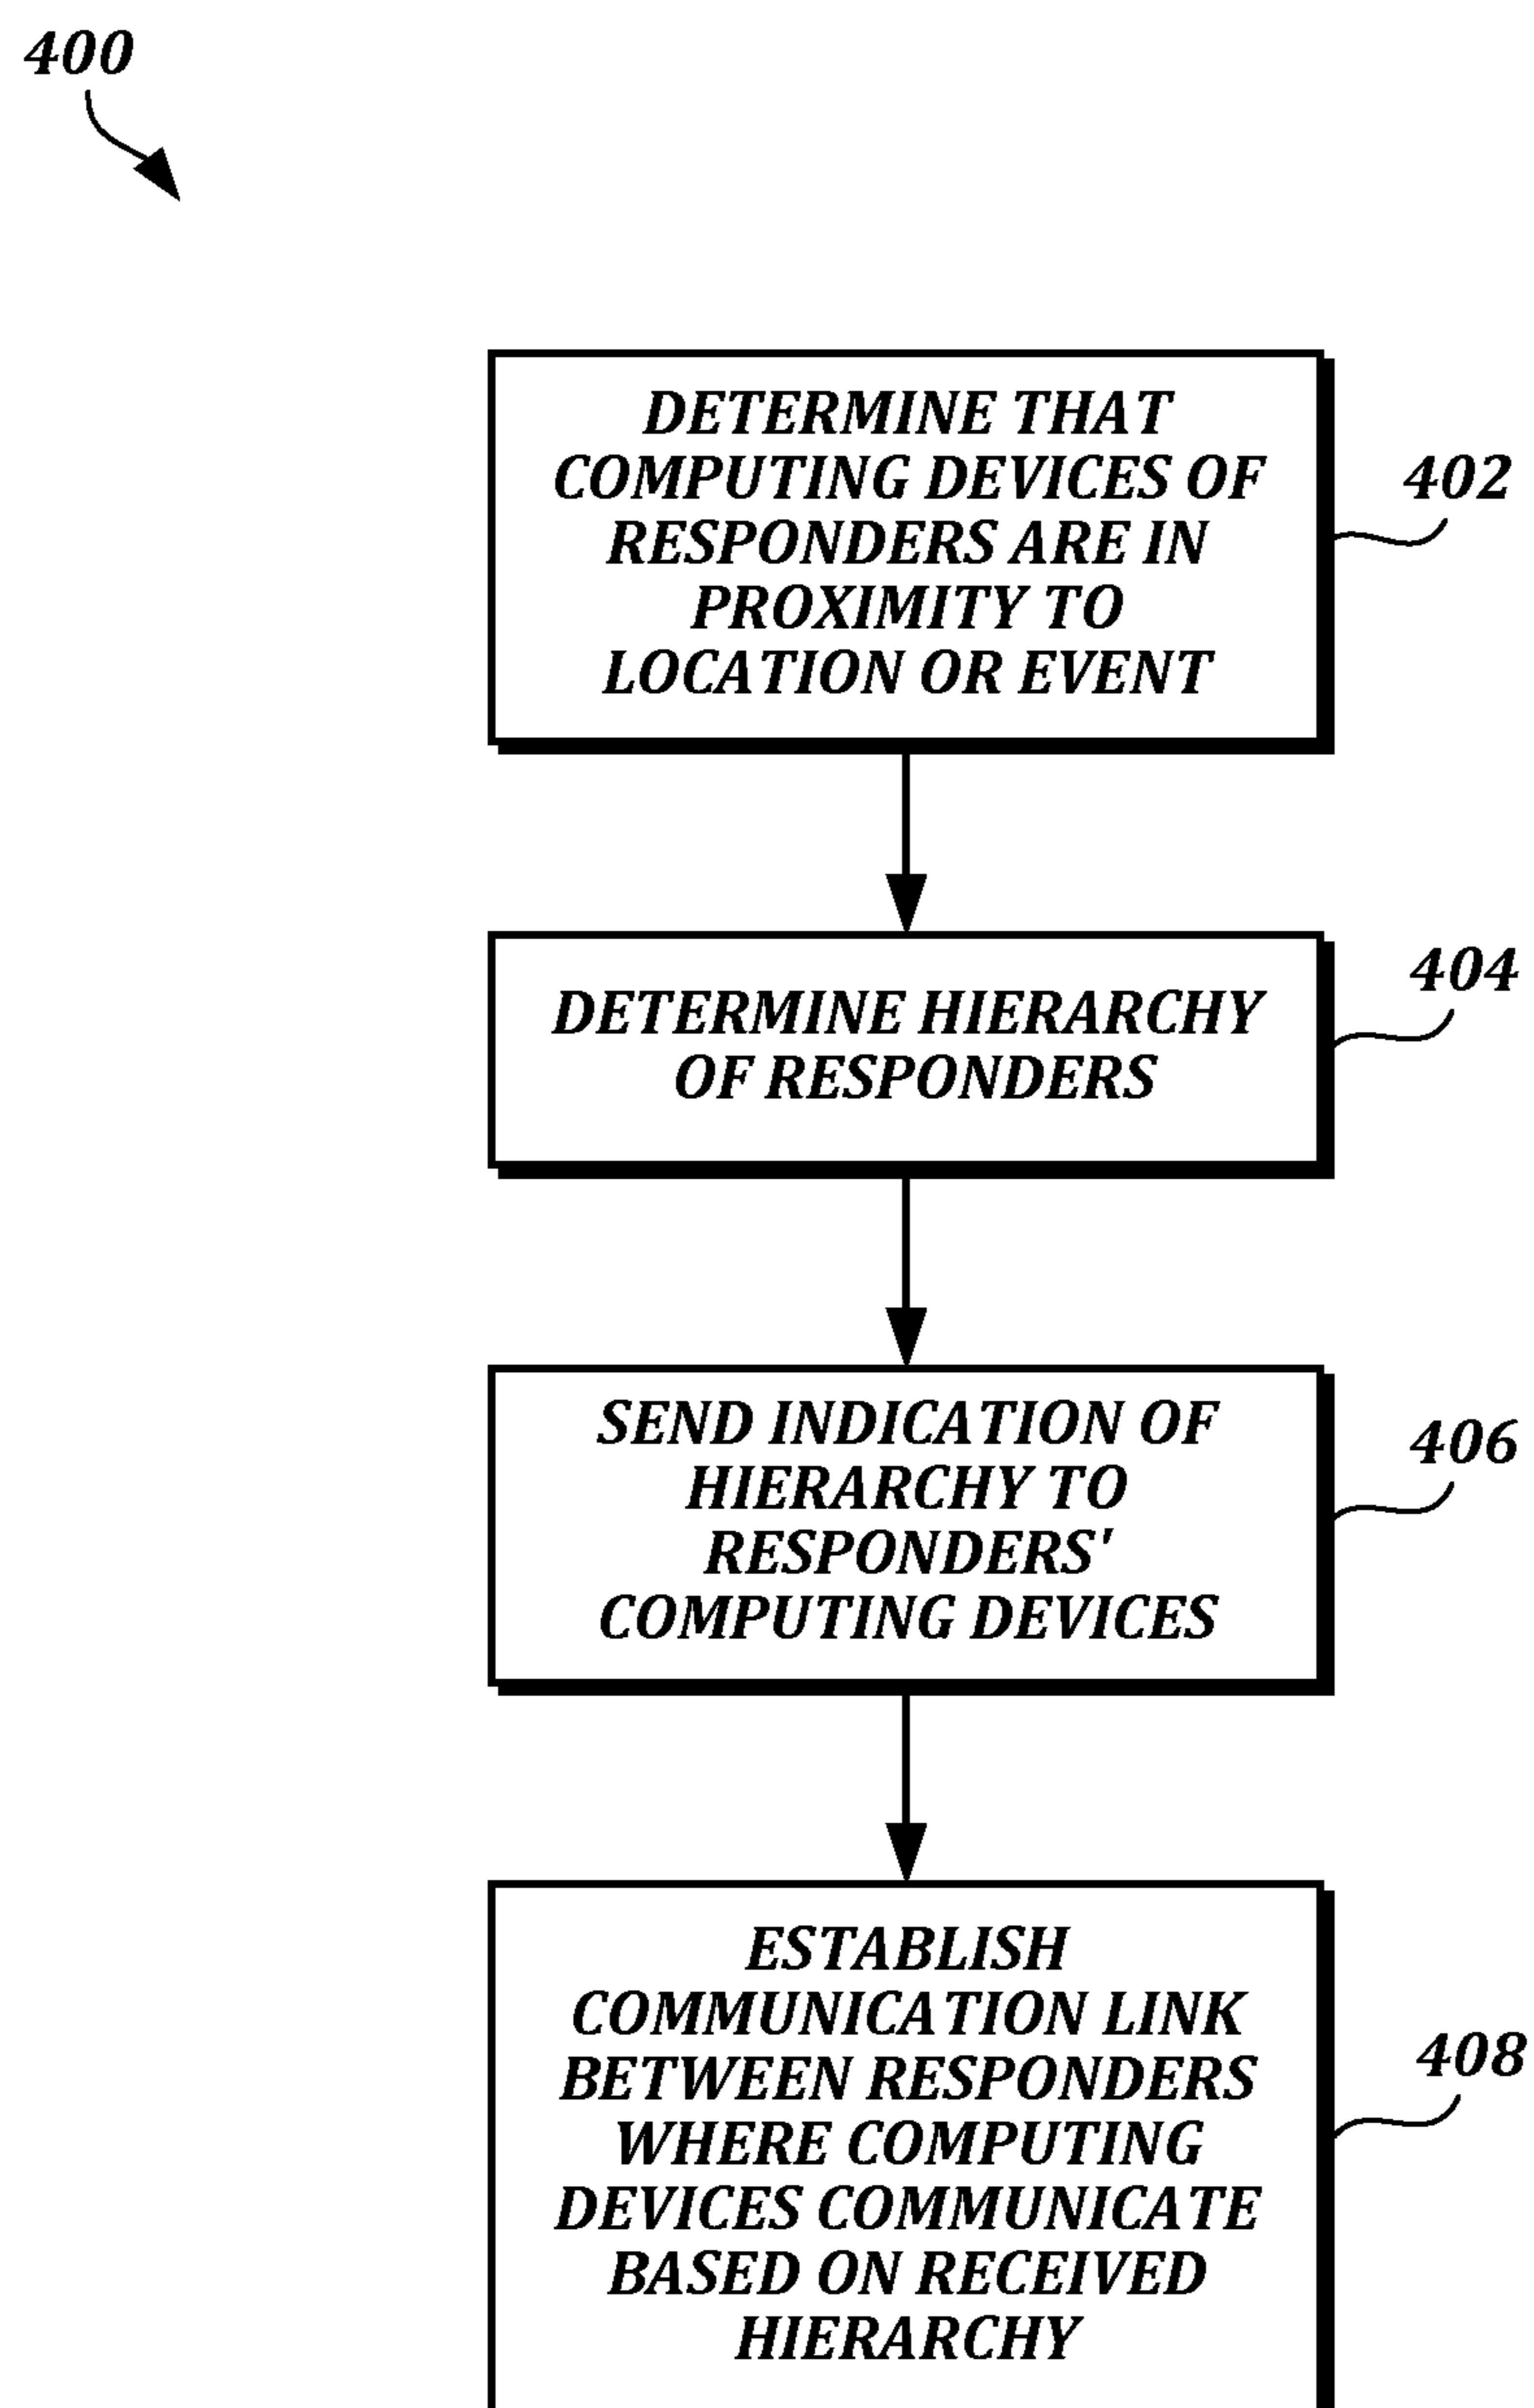 400
DETERMINE THAT
COMPUTING DEVICES OF
RESPONDERS ARE IN
PROXIMITY TO
LOCATION OR EVENT
402
DETERMINE HIERARCHY
OF RESPONDERS
404
SEND INDICATION OF
HIERARCHY TO
RESPONDERS'
COMPUTING DEVICES
406
ESTABLISH
COMMUNICATION LINK
BETWEEN RESPONDERS
WHERE COMPUTING
DEVICES COMMUNICATE
BASED ON RECEIVED
HIERARCHY
408